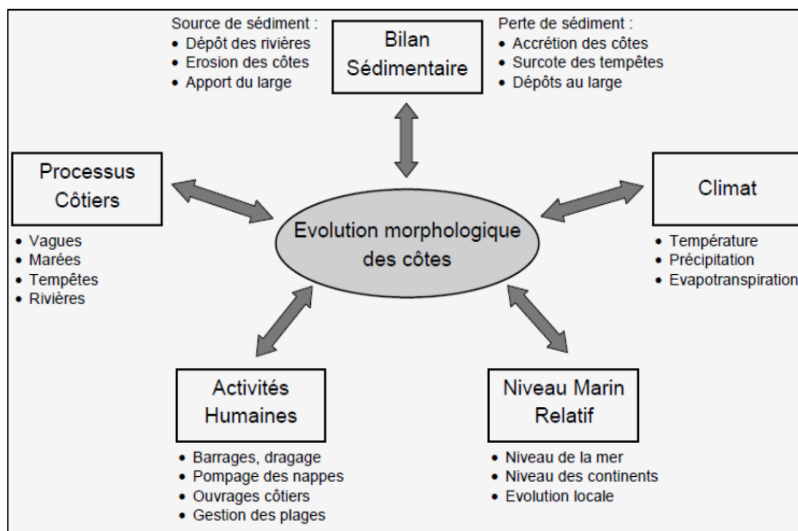 Source de sédiment :
• Dépôt des rivières
• Erosion des côtes
• Apport du large
Bilan
Sédimentaire
Perte de sédiment :
• Accrétion des côtes
• Surcote des tempêtes
• Dépôts au large
Processus
Côtiers
• Vagues
• Marées
• Tempêtes
• Rivières
Evolution morphologique
des côtes
Climat
• Température
• Précipitation
• Evapotranspiration
Activités
Humaines
• Barrages, dragage
• Pompage des nappes
• Ouvrages côtiers
• Gestion des plages
Niveau Marin
Relatif
• Niveau de la mer
• Niveau des continents
• Evolution locale